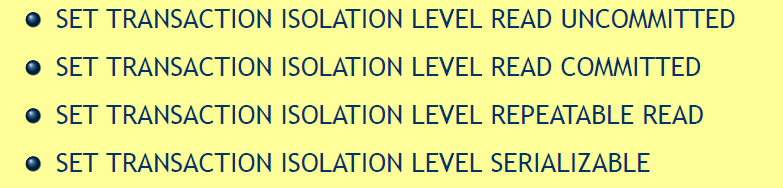 SET TRANSACTION ISOLATION LEVEL READ UNCOMMITTED
SET TRANSACTION ISOLATION LEVEL READ COMMITTED
SET TRANSACTION ISOLATION LEVEL REPEATABLE READ
SET TRANSACTION ISOLATION LEVEL SERIALIZABLE